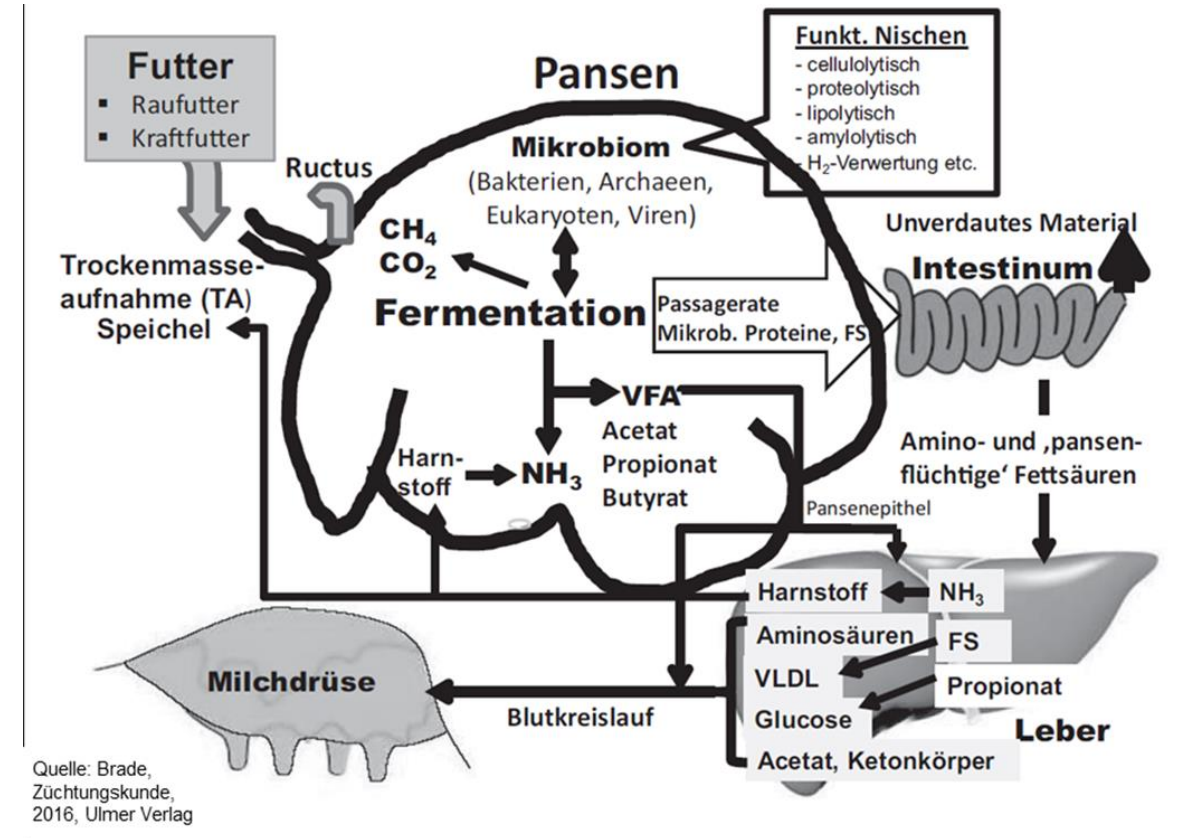 Futter
▪ Raufutter
▪ Kraftfutter
Pansen
Funkt. Nischen
- cellulolytisch
- proteolytisch
- lipolytisch
- amylolytisch
- H₂-Verwertung etc.
Ructus
Mikrobiom
(Bakterien, Archaeen,
Eukaryoten, Viren)
CH₄
CO₂
Trockenmasse-
aufnahme (TA)
Speichel
Fermentation
Passagerate
Mikrob. Proteine, FS
Unverdautes Material
Intestinum
VFA
Acetat
Propionat
Butyrat
Harn-
stoff
NH₃
Amino- und ‚pansen-
flüchtige‘ Fettsäuren
Pansenepithel
Harnstoff
NH₃
Aminosäuren
FS
VLDL
Propionat
Glucose
Leber
Acetat, Ketonkörper
Milchdrüse
Blutkreislauf
Quelle: Brade,
Züchtungskunde,
2016, Ulmer Verlag